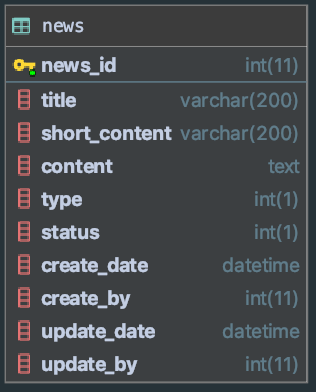 news
news_id int(11)
title varchar(200)
short_content varchar(200)
content text
type int(1)
status int(1)
create_date datetime
create_by int(11)
update_date datetime
update_by int(11)